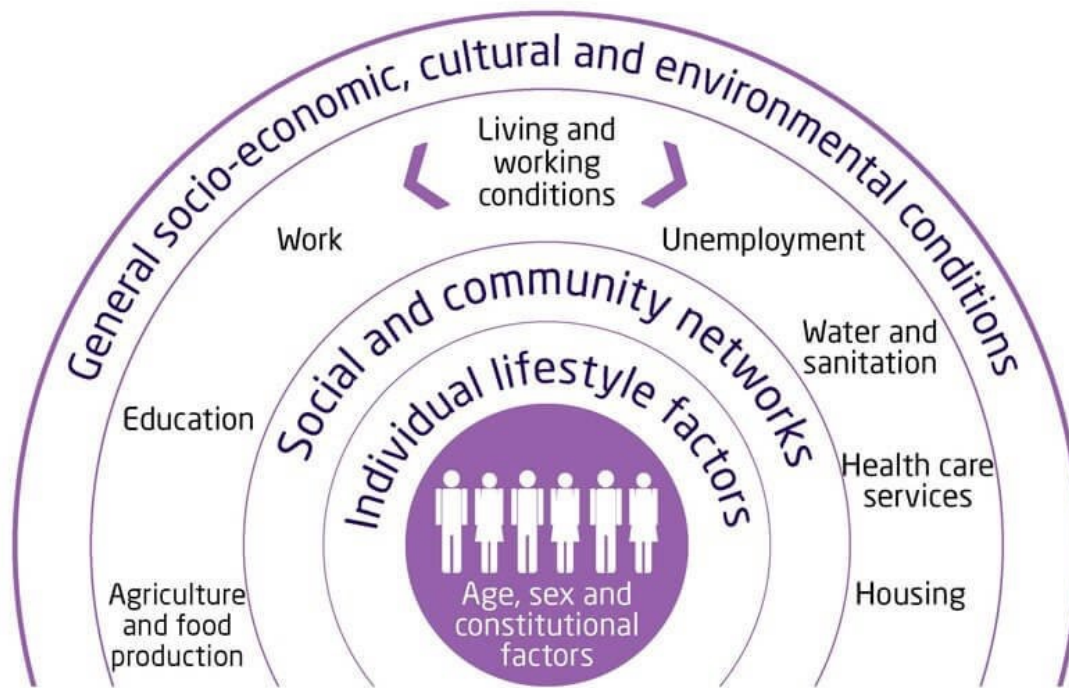 General socio-economic, cultural and environmental conditions
Living and
working
conditions
Work
Unemployment
Social and community networks
Water and
sanitation
Individual lifestyle factors
Education
Health care
services
Agriculture
and food
production
Housing
Age, sex and
constitutional
factors